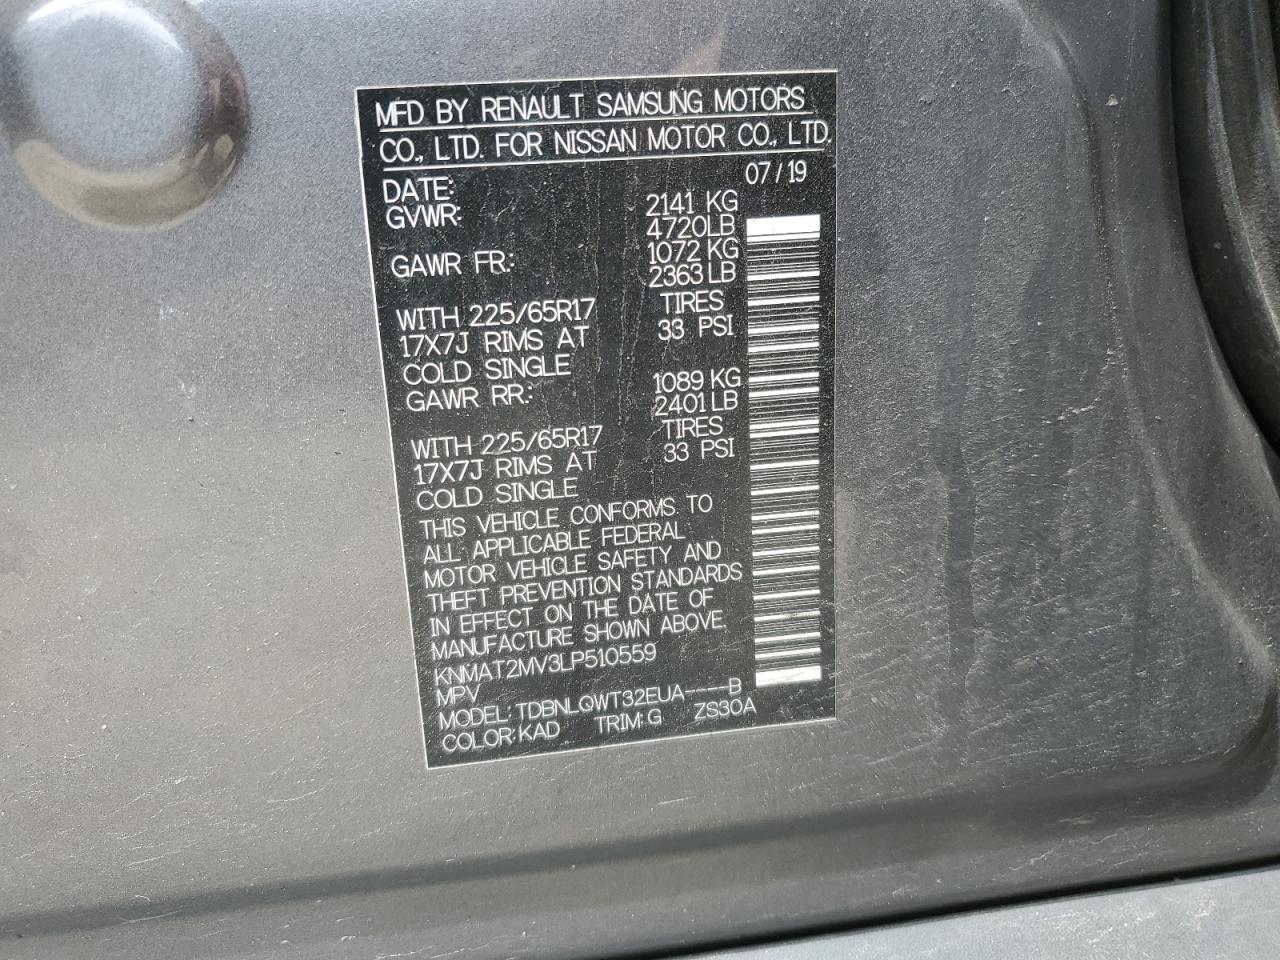 MFD BY RENAULT SAMSUNG MOTORS
CO., LTD. FOR NISSAN MOTOR CO., LTD.
DATE: 07/19
GVWR: 2141 KG
4720LB
GAWR FR: 1072 KG
2363 LB
WITH 225/65R17 TIRES
17X7J RIMS AT 33 PSI
COLD SINGLE
GAWR RR: 1089 KG
2401 LB
WITH 225/65R17 TIRES
17X7J RIMS AT 33 PSI
COLD SINGLE
THIS VEHICLE CONFORMS TO
ALL APPLICABLE FEDERAL
MOTOR VEHICLE SAFETY AND
THEFT PREVENTION STANDARDS
IN EFFECT ON THE DATE OF
MANUFACTURE SHOWN ABOVE.
KNMAT2MV3LP510559
MPV
MODEL: TDBNLQWT32EUA----B
COLOR: KAD TRIM: G ZS30A